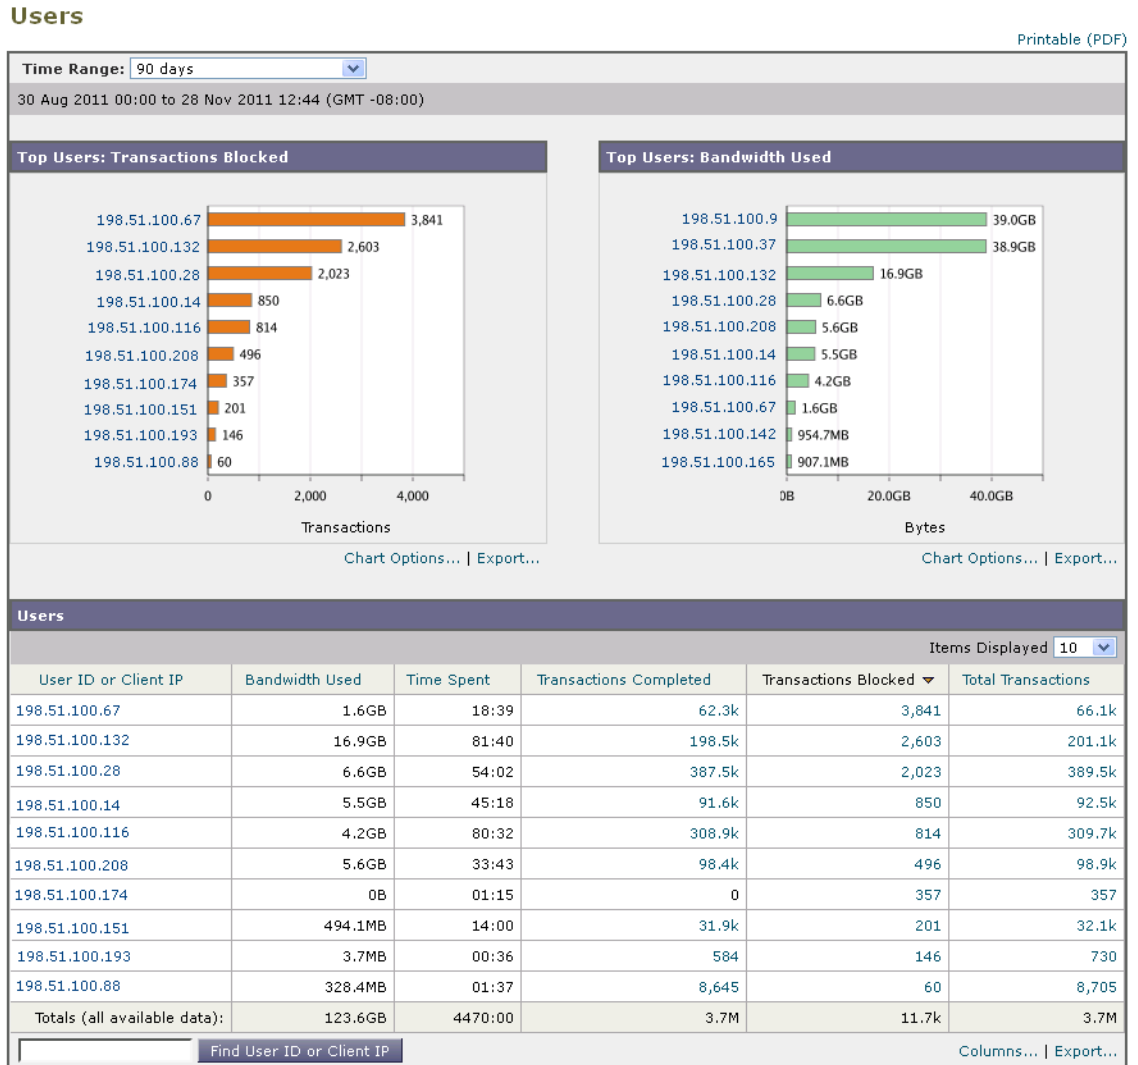 Users
Printable (PDF)
Time Range: 90 days
30 Aug 2011 00:00 to 28 Nov 2011 12:44 (GMT -08:00)
Top Users: Transactions Blocked
198.51.100.67 3,841
198.51.100.132 2,603
198.51.100.28 2,023
198.51.100.14 850
198.51.100.116 814
198.51.100.208 496
198.51.100.174 357
198.51.100.151 201
198.51.100.193 146
198.51.100.88 60
0 2,000 4,000
Transactions
Chart Options... | Export...
Top Users: Bandwidth Used
198.51.100.9 39.0GB
198.51.100.37 38.9GB
198.51.100.132 16.9GB
198.51.100.28 6.6GB
198.51.100.208 5.6GB
198.51.100.14 5.5GB
198.51.100.116 4.2GB
198.51.100.67 1.6GB
198.51.100.142 954.7MB
198.51.100.165 907.1MB
0B 20.0GB 40.0GB
Bytes
Chart Options... | Export...
Users
Items Displayed 10
User ID or Client IP Bandwidth Used Time Spent Transactions Completed Transactions Blocked Total Transactions
198.51.100.67 1.6GB 18:39 62.3k 3,841 66.1k
198.51.100.132 16.9GB 81:40 198.5k 2,603 201.1k
198.51.100.28 6.6GB 54:02 387.5k 2,023 389.5k
198.51.100.14 5.5GB 45:18 91.6k 850 92.5k
198.51.100.116 4.2GB 80:32 308.9k 814 309.7k
198.51.100.208 5.6GB 33:43 98.4k 496 98.9k
198.51.100.174 0B 01:15 0 357 357
198.51.100.151 494.1MB 14:00 31.9k 201 32.1k
198.51.100.193 3.7MB 00:36 584 146 730
198.51.100.88 328.4MB 01:37 8,645 60 8,705
Totals (all available data): 123.6GB 4470:00 3.7M 11.7k 3.7M
Find User ID or Client IP
Columns... | Export...